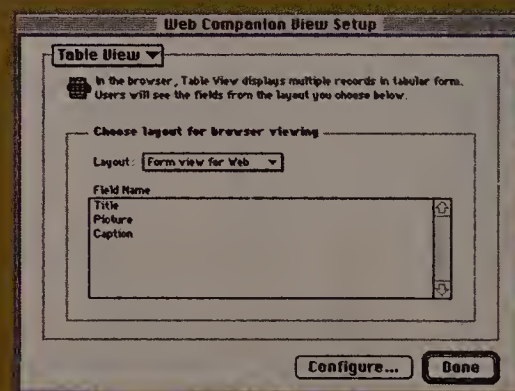 Web Companion View Setup
Table View
In the browser, Table View displays multiple records in tabular form.
Users will see the fields from the layout you choose below.
Choose layout for browser viewing
Layout: Form view for Web
Field Name
Title
Picture
Caption
Configure... Done